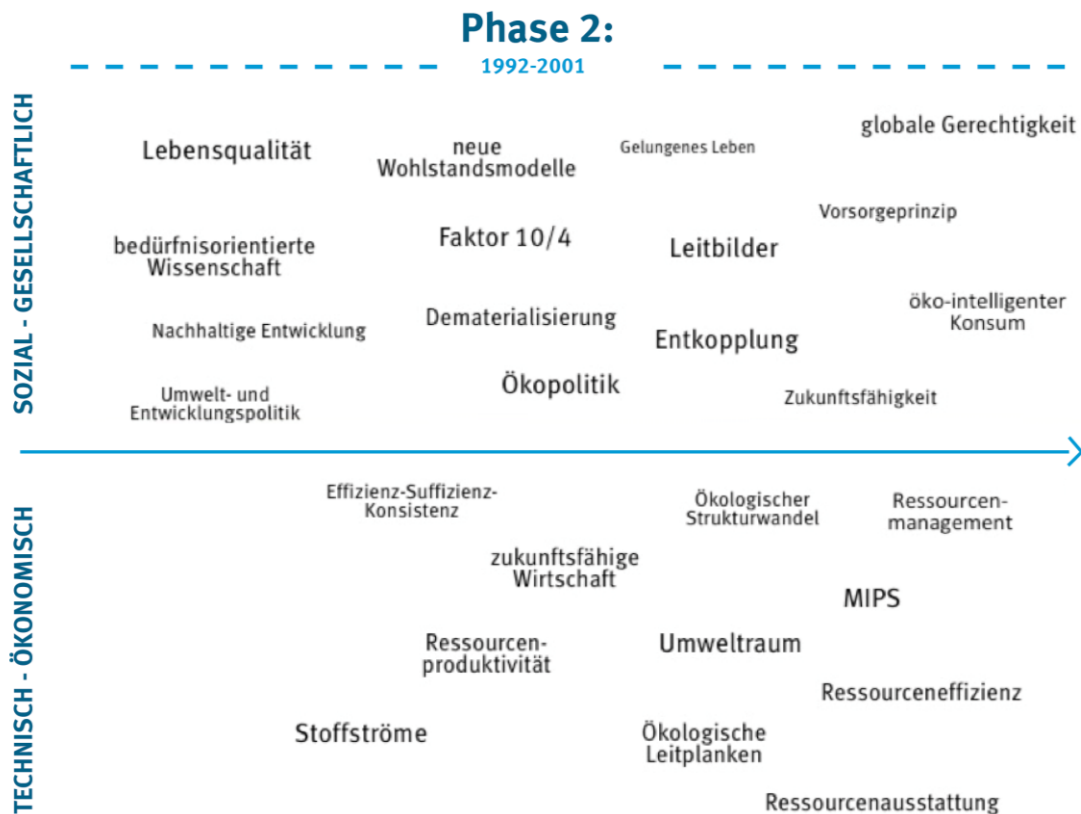 Phase 2:
1992-2001
SOZIAL - GESELLSCHAFTLICH
globale Gerechtigkeit
Lebensqualität
neue
Wohlstandsmodelle
Gelungenes Leben
Vorsorgeprinzip
bedürfnisorientierte
Wissenschaft
Faktor 10/4
Leitbilder
öko-intelligenter
Konsum
Nachhaltige Entwicklung
Dematerialisierung
Entkopplung
Umwelt- und
Entwicklungspolitik
Ökopolitik
Zukunftsfähigkeit
TECHNISCH - ÖKONOMISCH
Effizienz-Suffizienz-
Konsistenz
Ökologischer
Strukturwandel
Ressourcen-
management
zukunftsfähige
Wirtschaft
MIPS
Ressourcen-
produktivität
Umweltraum
Ressourceneffizienz
Stoffströme
Ökologische
Leitplanken
Ressourcenausstattung